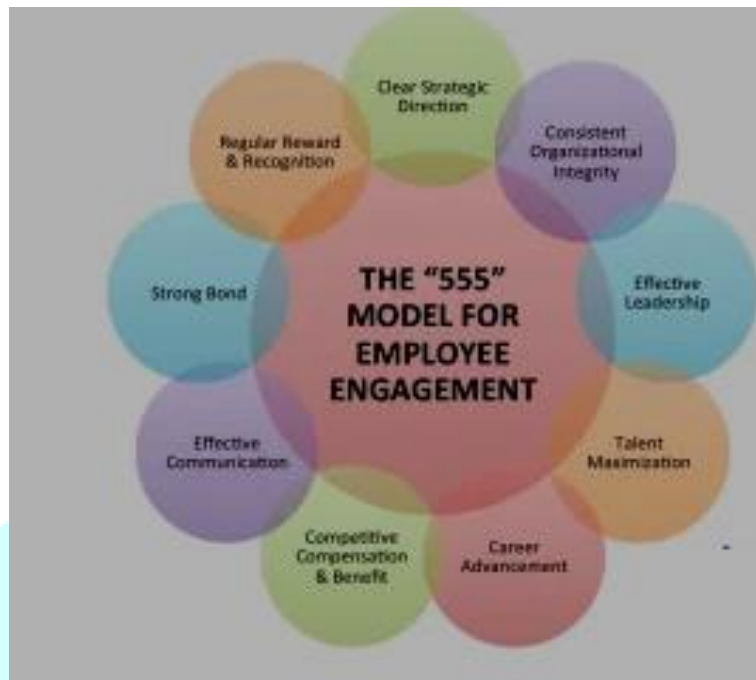 THE "555"
MODEL FOR
EMPLOYEE
ENGAGEMENT
Clear Strategic
Direction
Consistent
Organizational
Integrity
Effective
Leadership
Talent
Maximization
Career
Advancement
Competitive
Compensation
& Benefit
Effective
Communication
Strong Bond
Regular Reward
& Recognition